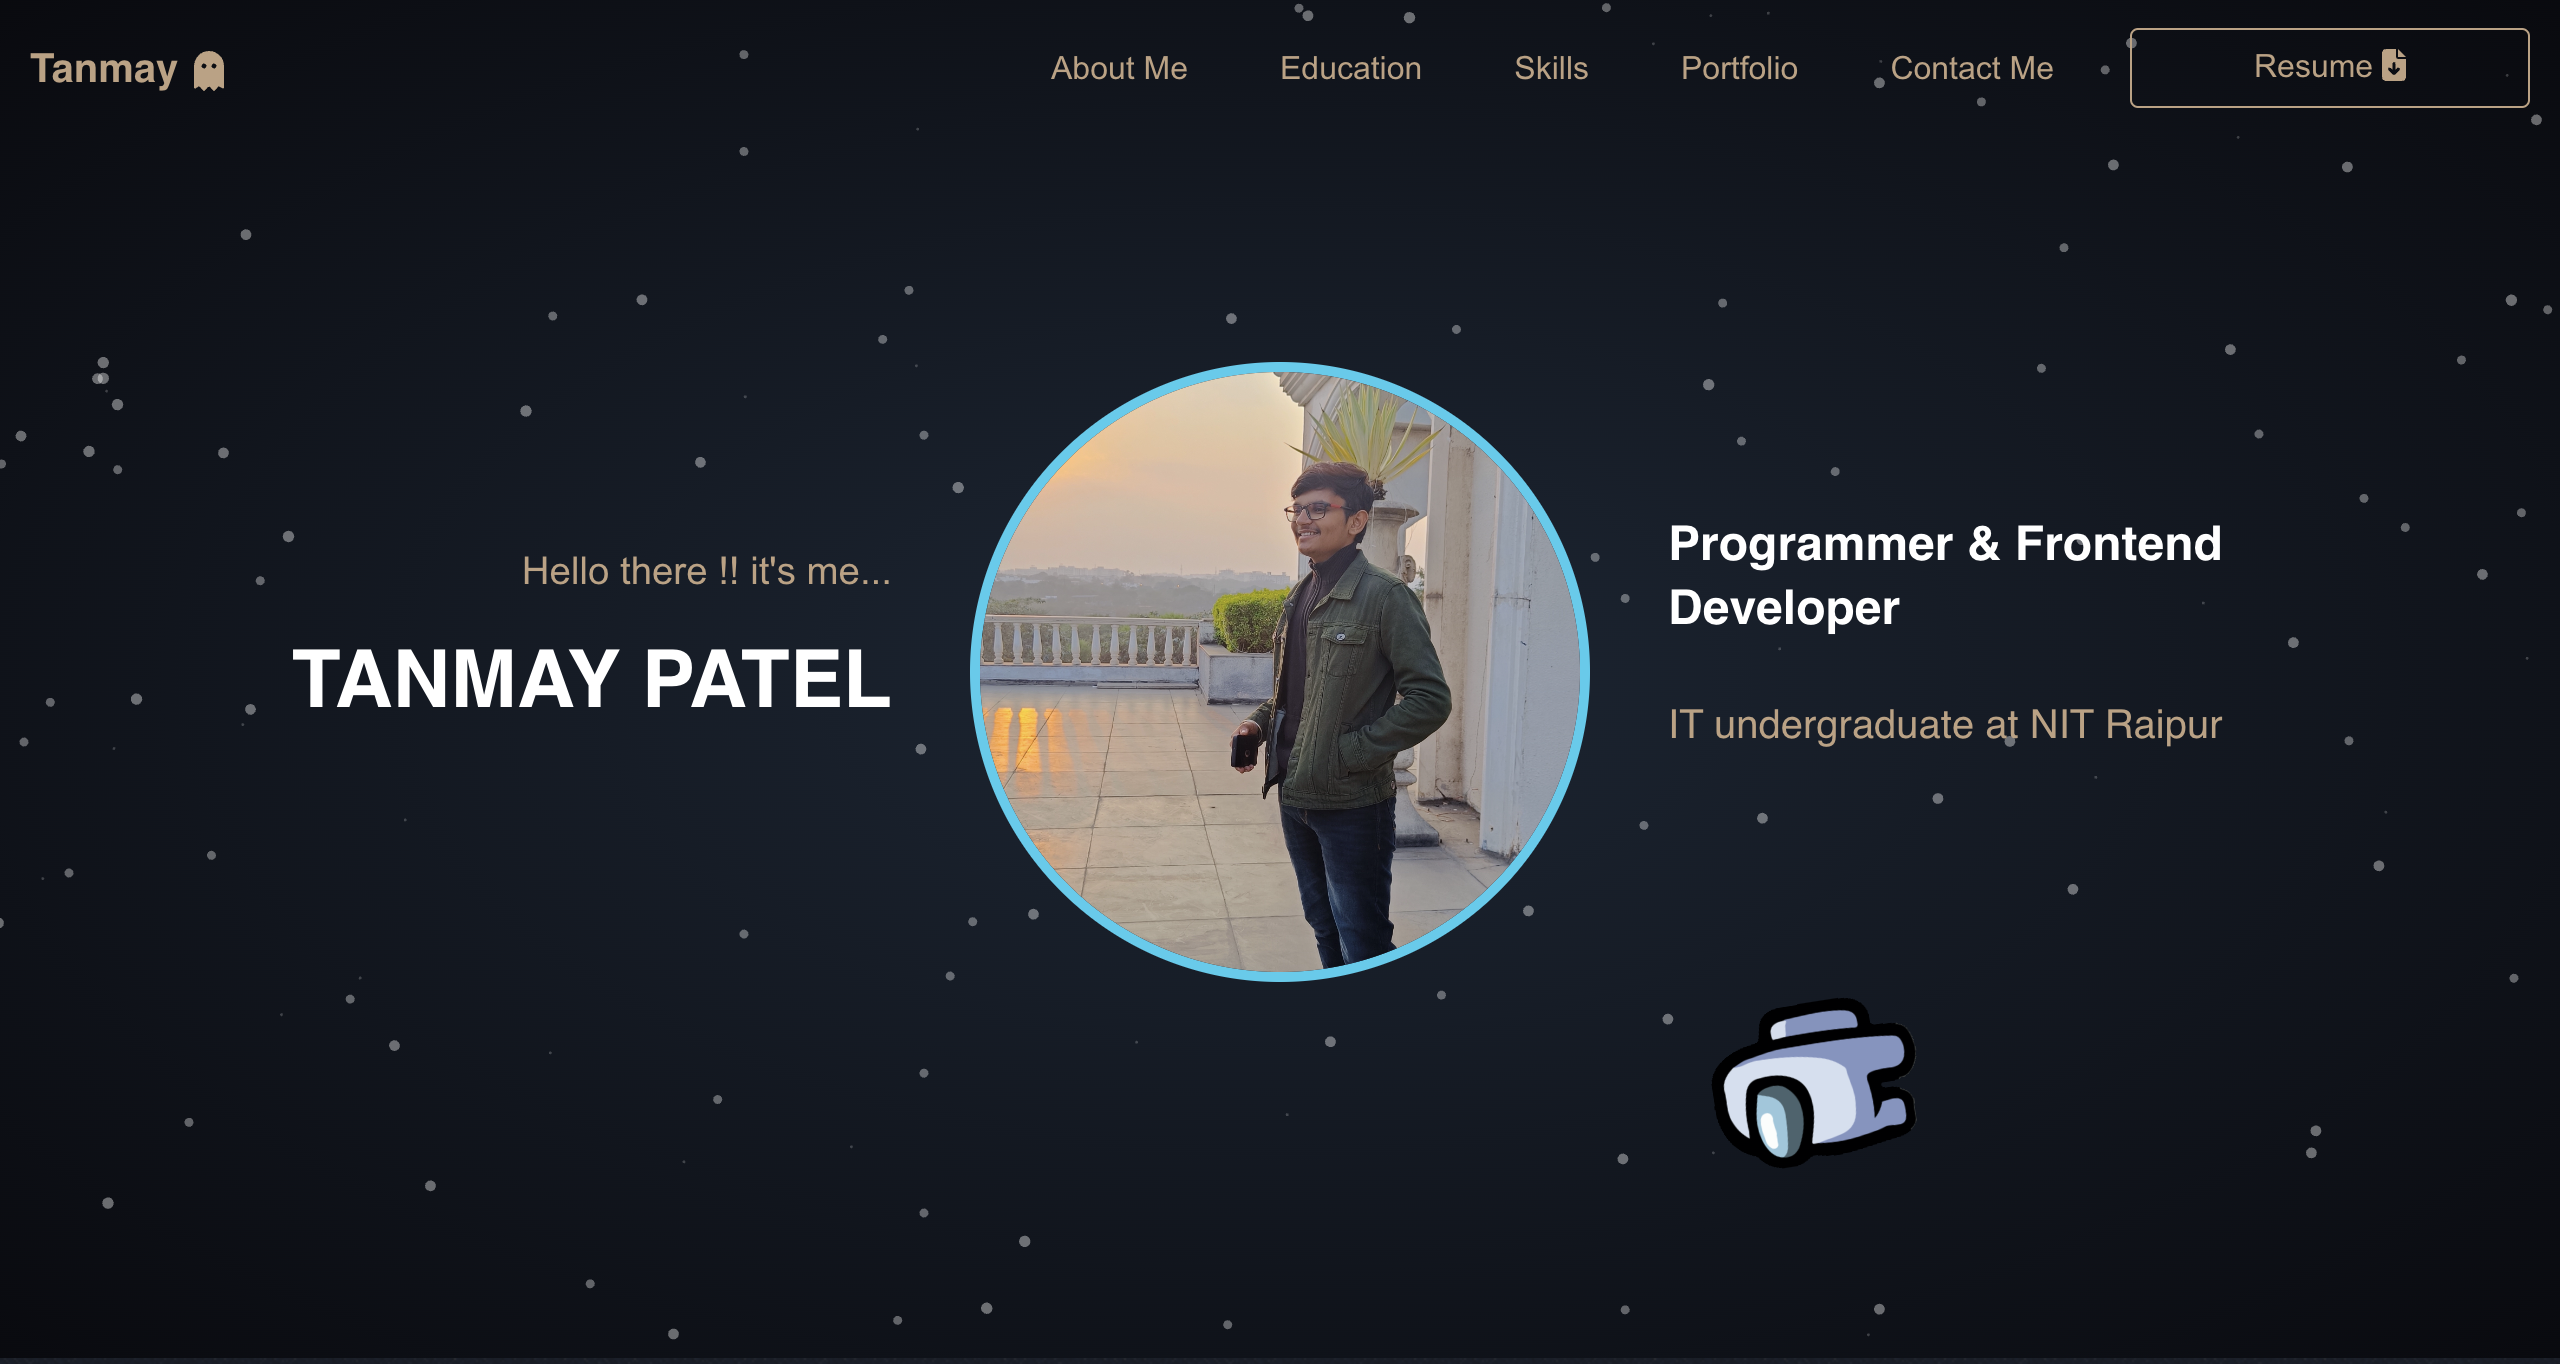 Tanmay
About Me
Education
Skills
Portfolio
Contact Me
Resume
Hello there !! it's me...
TANMAY PATEL
Programmer & Frontend
Developer
IT undergraduate at NIT Raipur